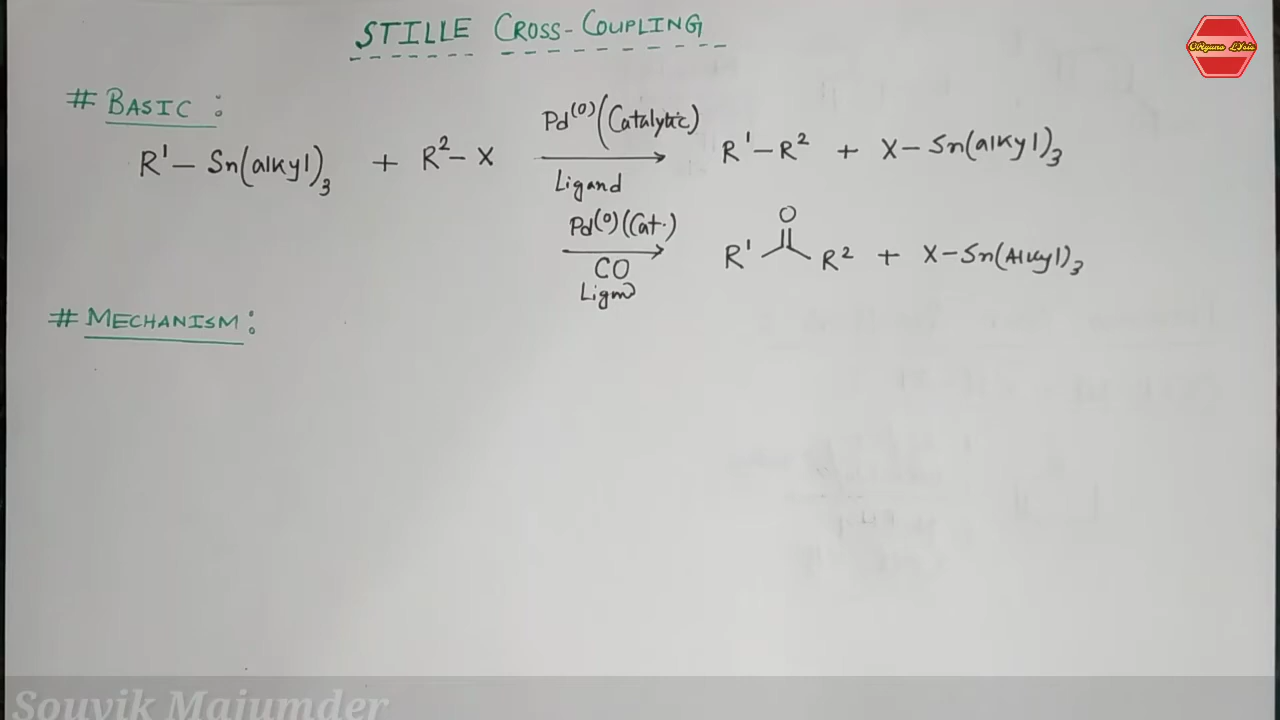 STILLE CROSS-COUPLING
# BASIC :
R¹ – Sn(alkyl)₃ + R² – X Pd⁽⁰⁾(Catalytic) Ligand R¹–R² + X–Sn(alkyl)₃
Pd⁽⁰⁾(Cat.) CO R¹ O R² + X–Sn(Alkyl)₃
# MECHANISM :
Souvik Majumder